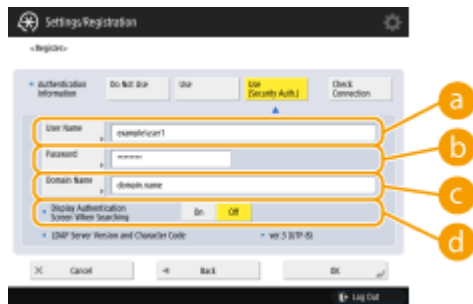 Settings/Registration
<Register>
Authentication Information
Do Not Use
Use
Use (Security Auth.)
Check Connection
a
User Name
example\user1
b
Password
********
Domain Name
domain.name
c
Display Authentication Screen When Searching
On
Off
d
LDAP Server Version and Character Code
ver.3 (UTF-8)
Cancel
Back
OK
Log Out